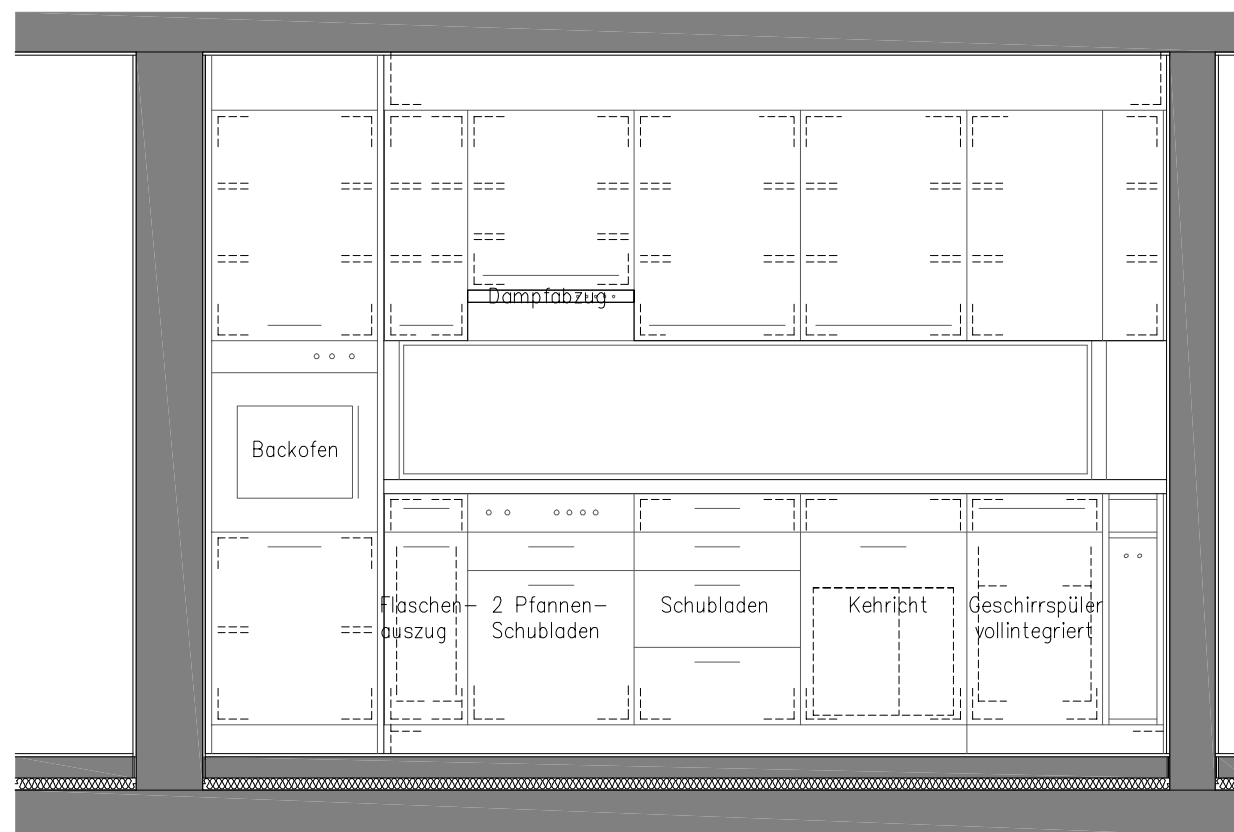 Dampfabzug
Backofen
Flaschen-
auszug
2 Pfannen-
Schubladen
Schubladen
Kehricht
Geschirrspüler
vollintegriert